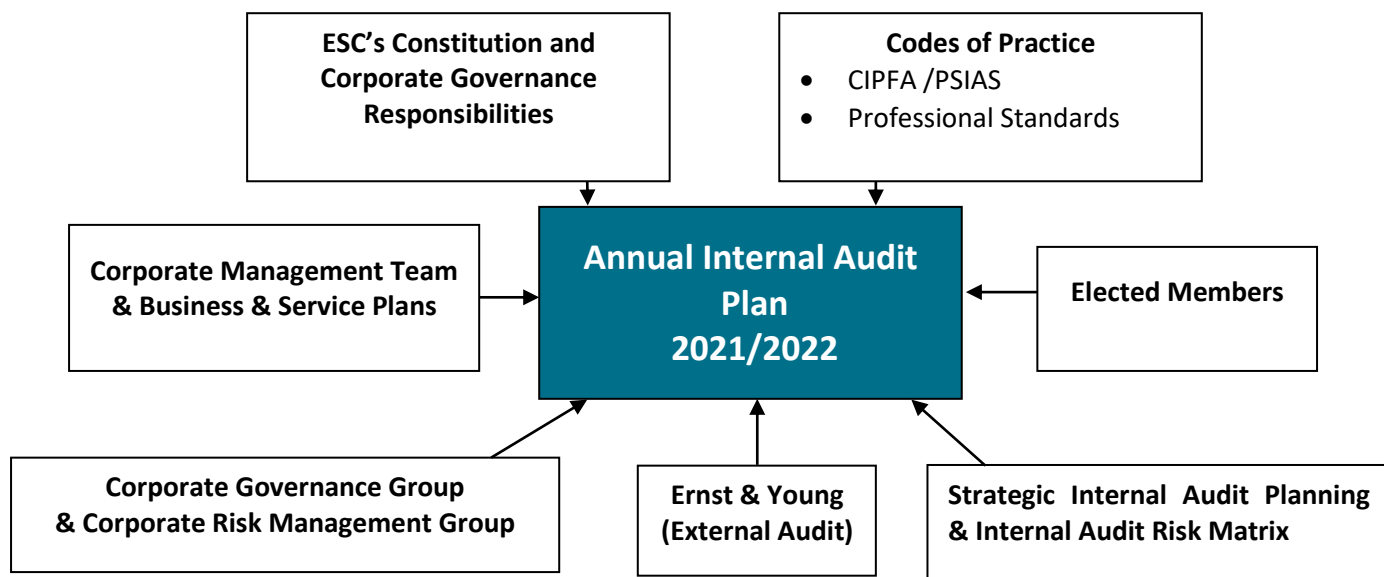 ESC’s Constitution and
Corporate Governance
Responsibilities
Codes of Practice
• CIPFA /PSIAS
• Professional Standards
Corporate Management Team
& Business & Service Plans
Annual Internal Audit
Plan
2021/2022
Elected Members
Corporate Governance Group
& Corporate Risk Management Group
Ernst & Young
(External Audit)
Strategic Internal Audit Planning
& Internal Audit Risk Matrix